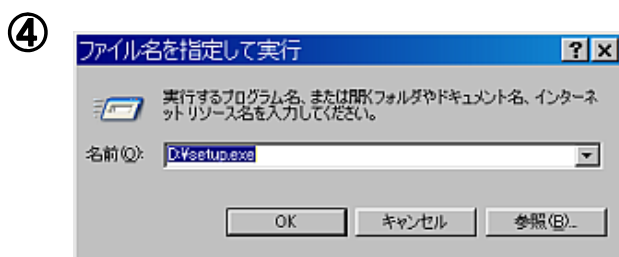 ④
ファイル名を指定して実行
実行するプログラム名、または開くフォルダやドキュメント名、インターネ
ットリソース名を入力してください。
名前(O): D:¥setup.exe
OK キャンセル 参照(B)...